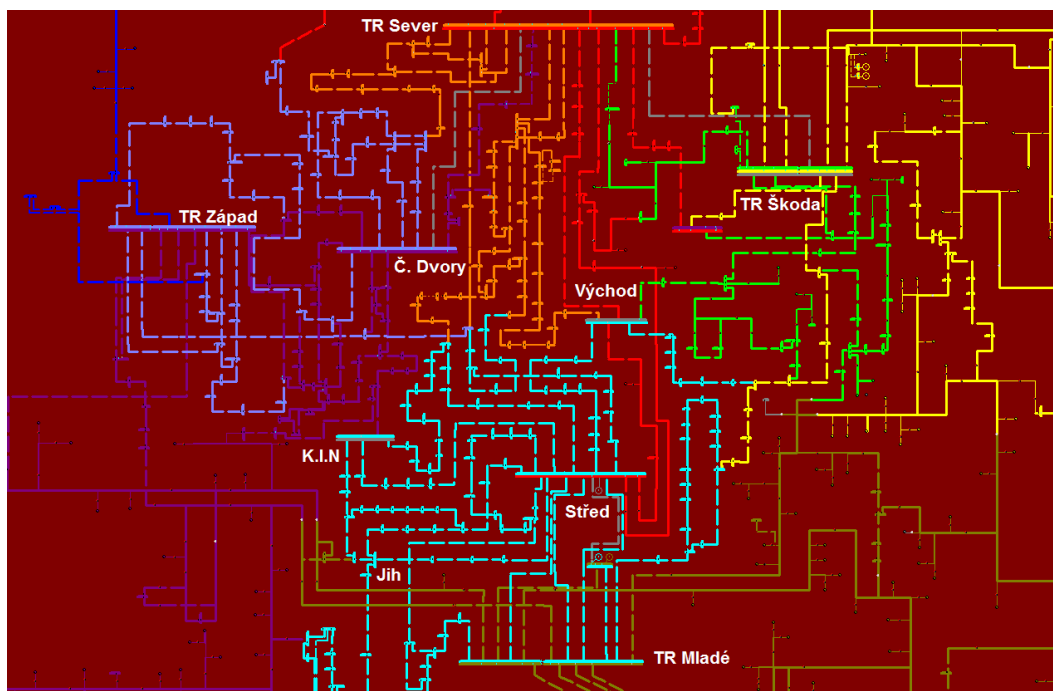 TR Sever
TR Škoda
TR Západ
Č. Dvory
Východ
K.I.N
Střed
Jih
TR Mladé